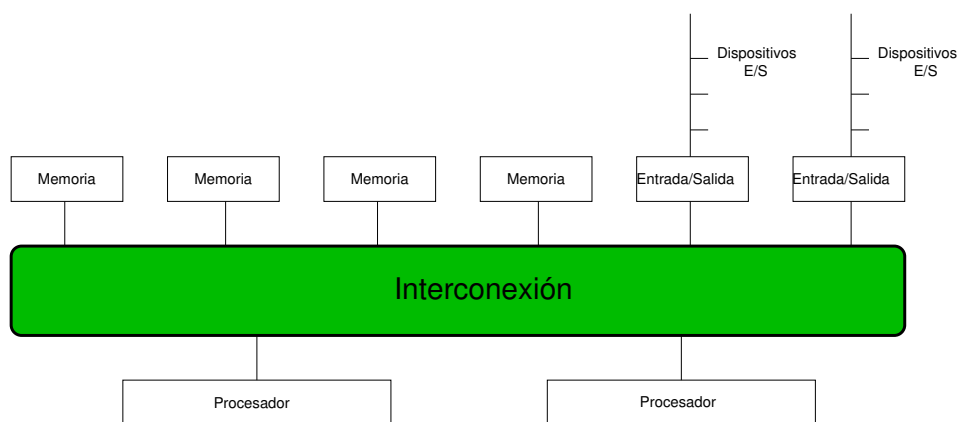 Dispositivos
E/S
Dispositivos
E/S
Memoria
Memoria
Memoria
Memoria
Entrada/Salida
Entrada/Salida
Interconexión
Procesador
Procesador